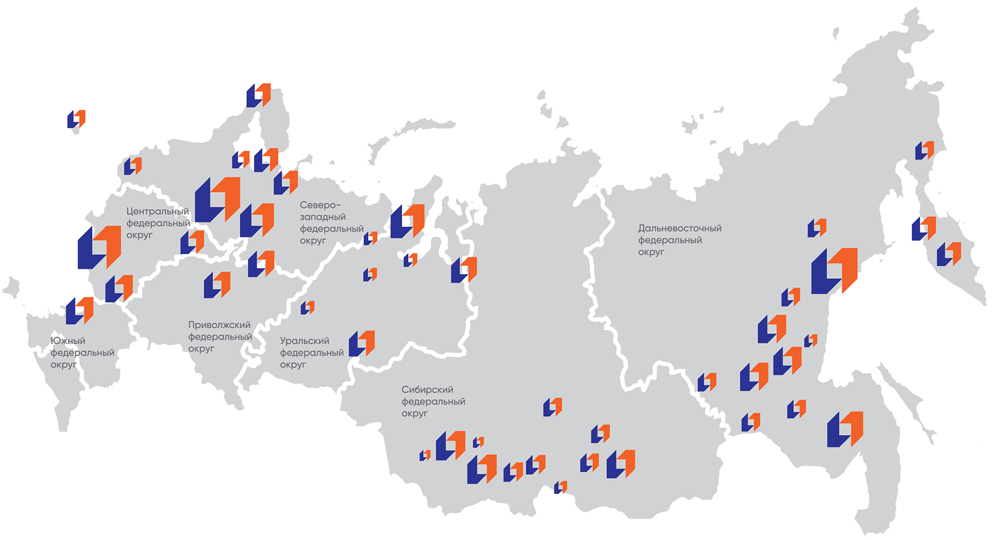 Центральный
федеральный
округ
Северо-
западный
федеральный
округ
Дальневосточный
федеральный
округ
Приволжский
федеральный
округ
Южный
федеральный
округ
Уральский
федеральный
округ
Сибирский
федеральный
округ